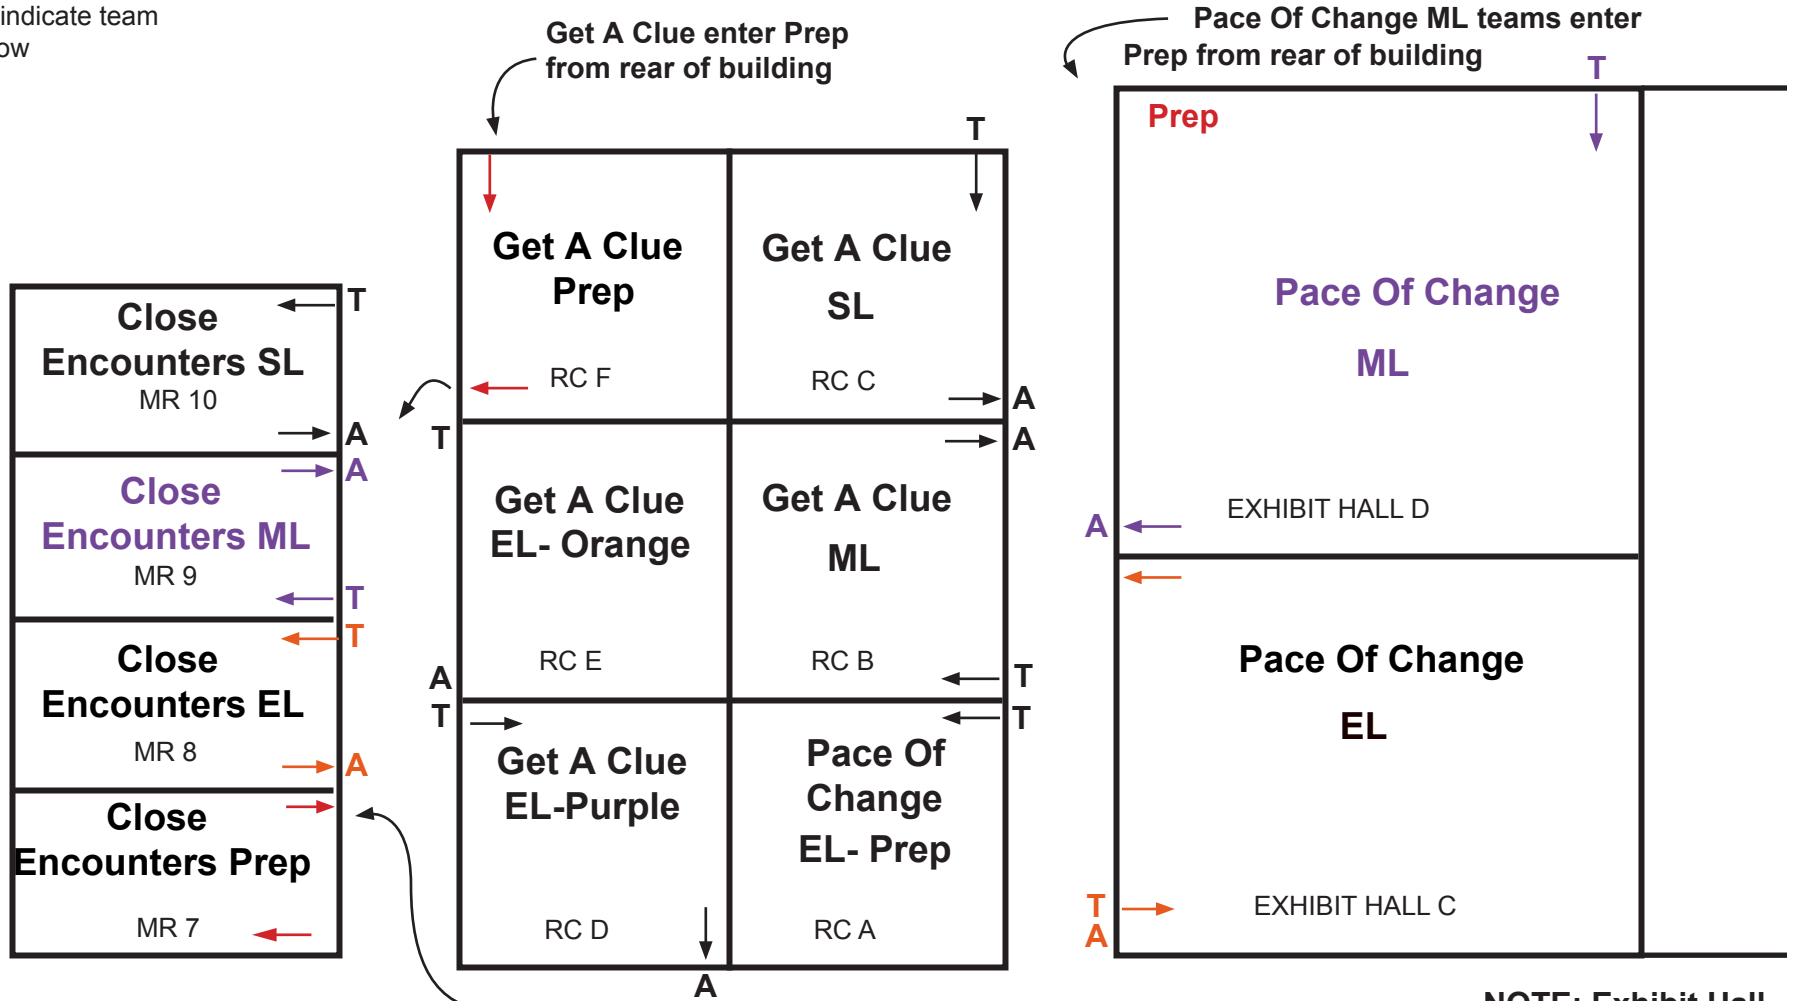 indicate team
ow
Get A Clue enter Prep
from rear of building
Pace Of Change ML teams enter
Prep from rear of building
T
T
Prep
Get A Clue
Prep
RC F
Get A Clue
SL
RC C
A
Pace Of Change
ML
EXHIBIT HALL D
A
Close
Encounters SL
MR 10
T
A
Close
Encounters ML
MR 9
A
T
Close
Encounters EL
MR 8
T
A
Close
Encounters Prep
MR 7
T
Get A Clue
EL- Orange
RC E
A
A
Get A Clue
ML
RC B
T
T
Get A Clue
EL-Purple
RC D
A
T
Pace Of
Change
EL- Prep
RC A
Pace Of Change
EL
EXHIBIT HALL C
T
A
NOTE: Exhibit Hall